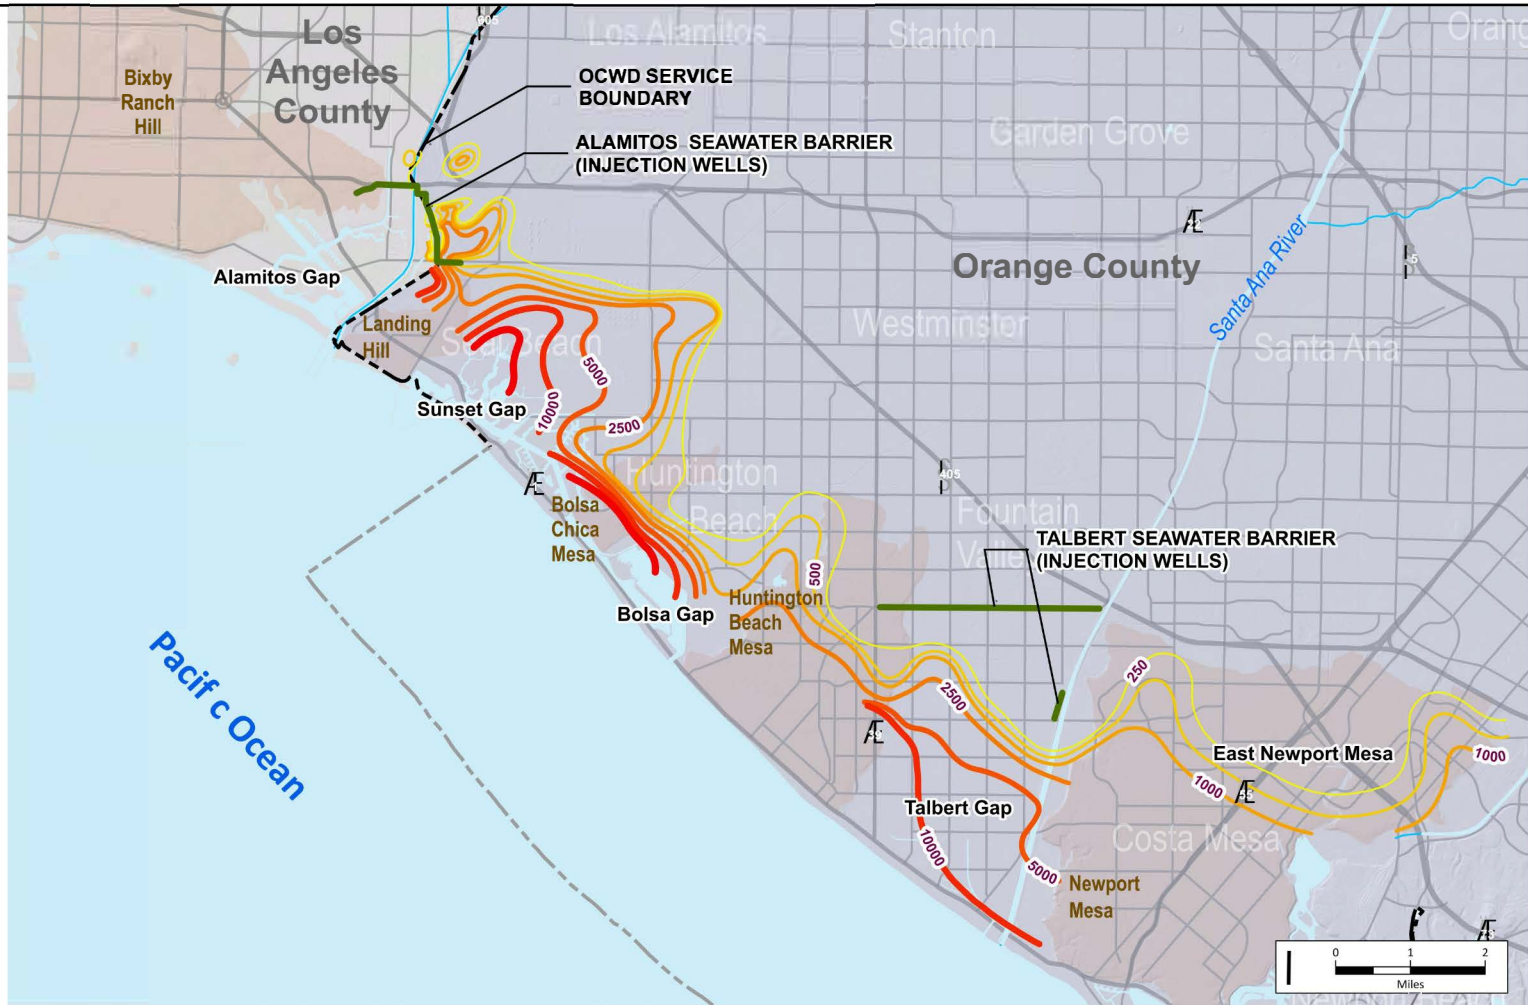 Los
Angeles
County
605
Los Alamitos
Stanton
Bixby
Ranch
Hill
OCWD SERVICE
BOUNDARY
ALAMITOS SEAWATER BARRIER
(INJECTION WELLS)
Garden Grove
Æ
Alamitos Gap
Orange County
Santa Ana River
5
Landing
Hill
Seal Beach
Westminster
Santa Ana
5000
Sunset Gap
10000
2500
Æ
Huntington
Beach
405
Bolsa
Chica
Mesa
Fountain
Valley
TALBERT SEAWATER BARRIER
(INJECTION WELLS)
500
Huntington
Beach
Mesa
Bolsa Gap
Pacif c Ocean
250
2500
Æ
East Newport Mesa
1000
1000
Æ
Talbert Gap
10000
Costa Mesa
5000
Newport
Mesa
Æ
0 1 2
Miles